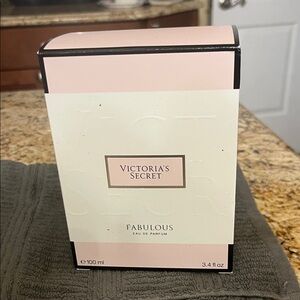 VICTORIA'S
SECRET
FABULOUS
EAU DE PARFUM
℮100 ml
3.4 fl oz